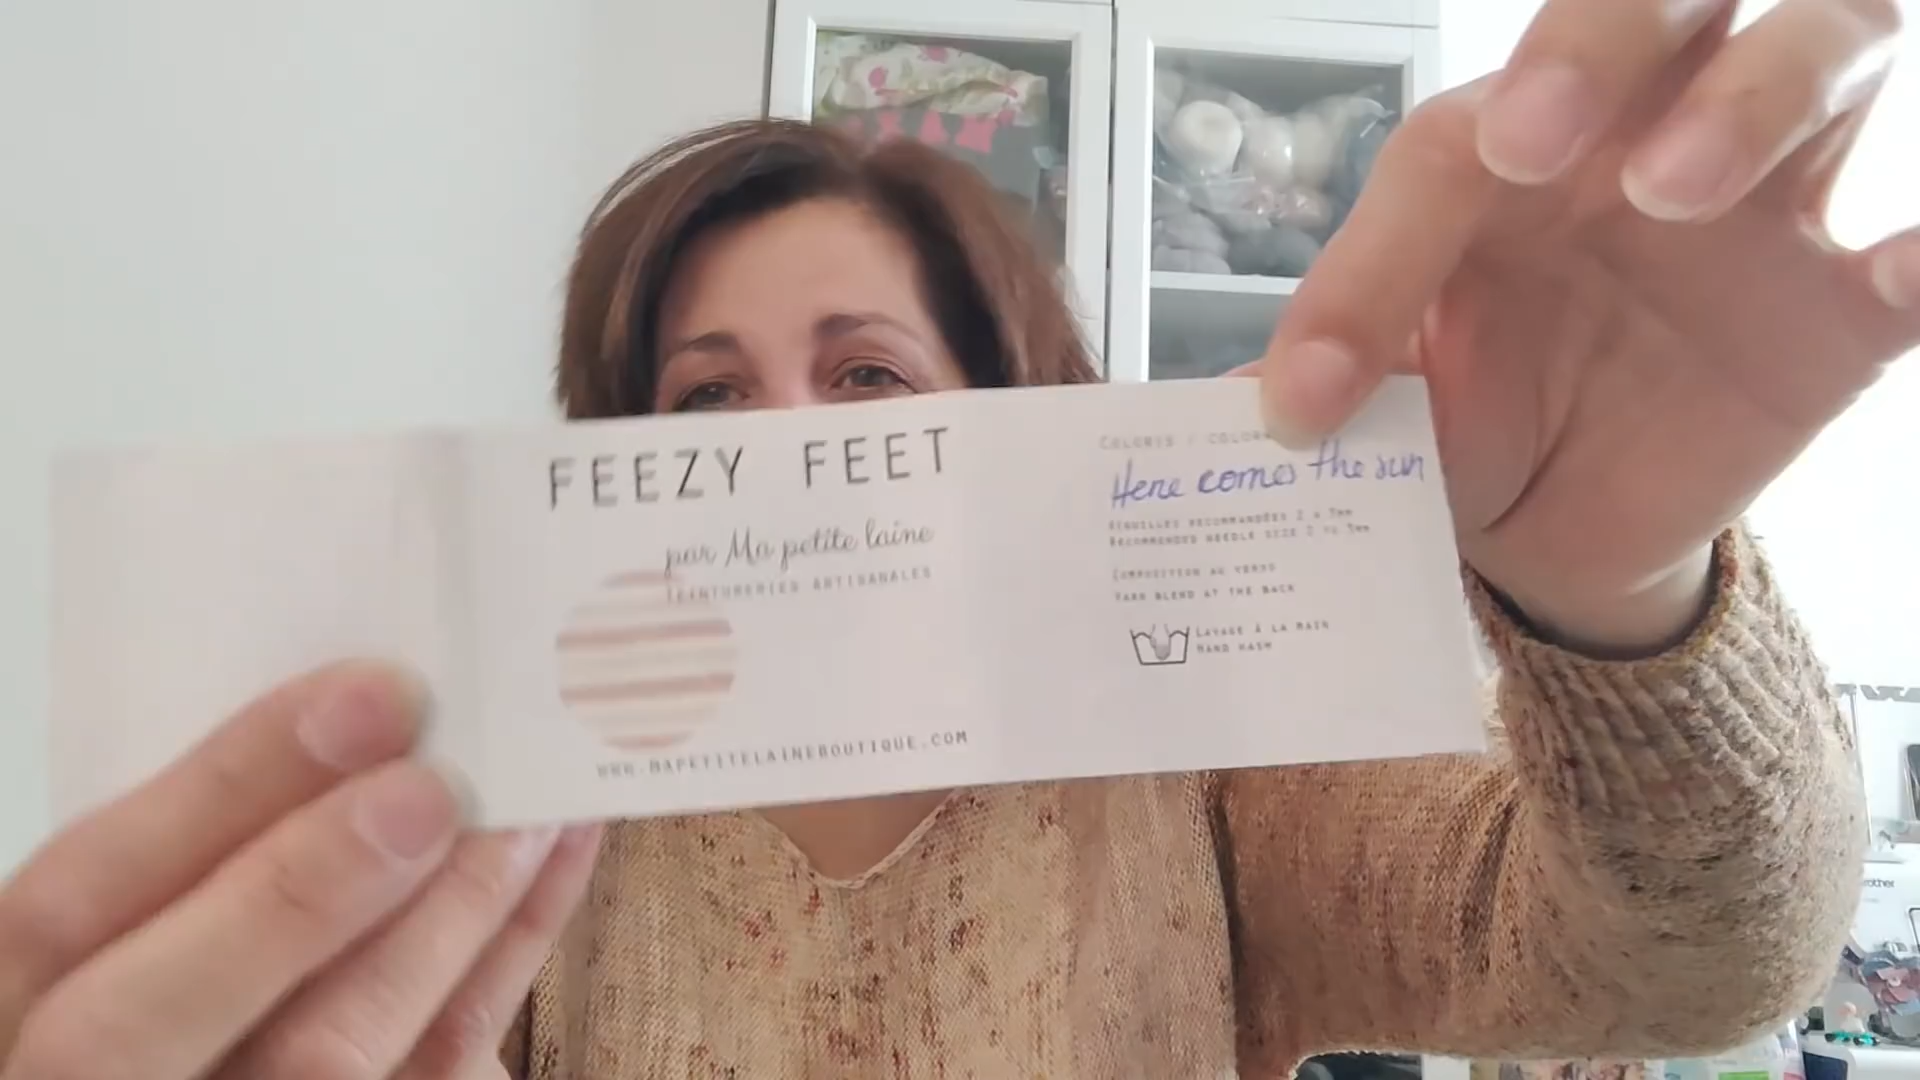 FEEZY FEET
par Ma petite laine
TEINTURERIES ARTISANALES
WWW.MAPETITELAINEBOUTIQUE.COM
COLORIS /
Here comes the sun
AIGUILLES RECOMMANDÉES 2 à 3mm
RECOMMENDED NEEDLE SIZE 2 to 3mm
COMPOSITION AU VERSO
YARN BLEND AT THE BACK
LAVAGE À LA MAIN
HAND WASH